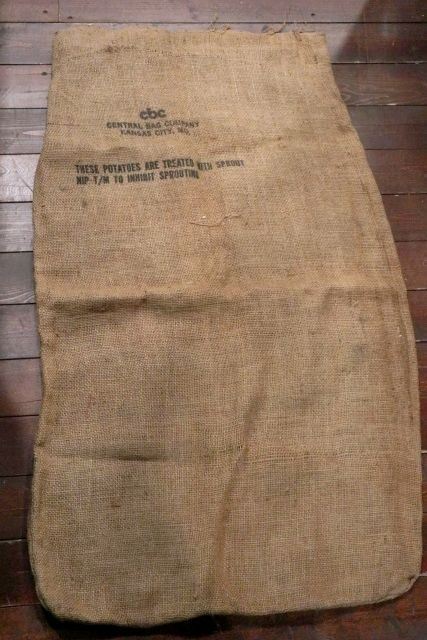 cbc
CENTRAL BAG COMPANY
KANSAS CITY, MO.
THESE POTATOES ARE TREATED WITH SPROUT
NIP-T/M TO INHIBIT SPROUTING